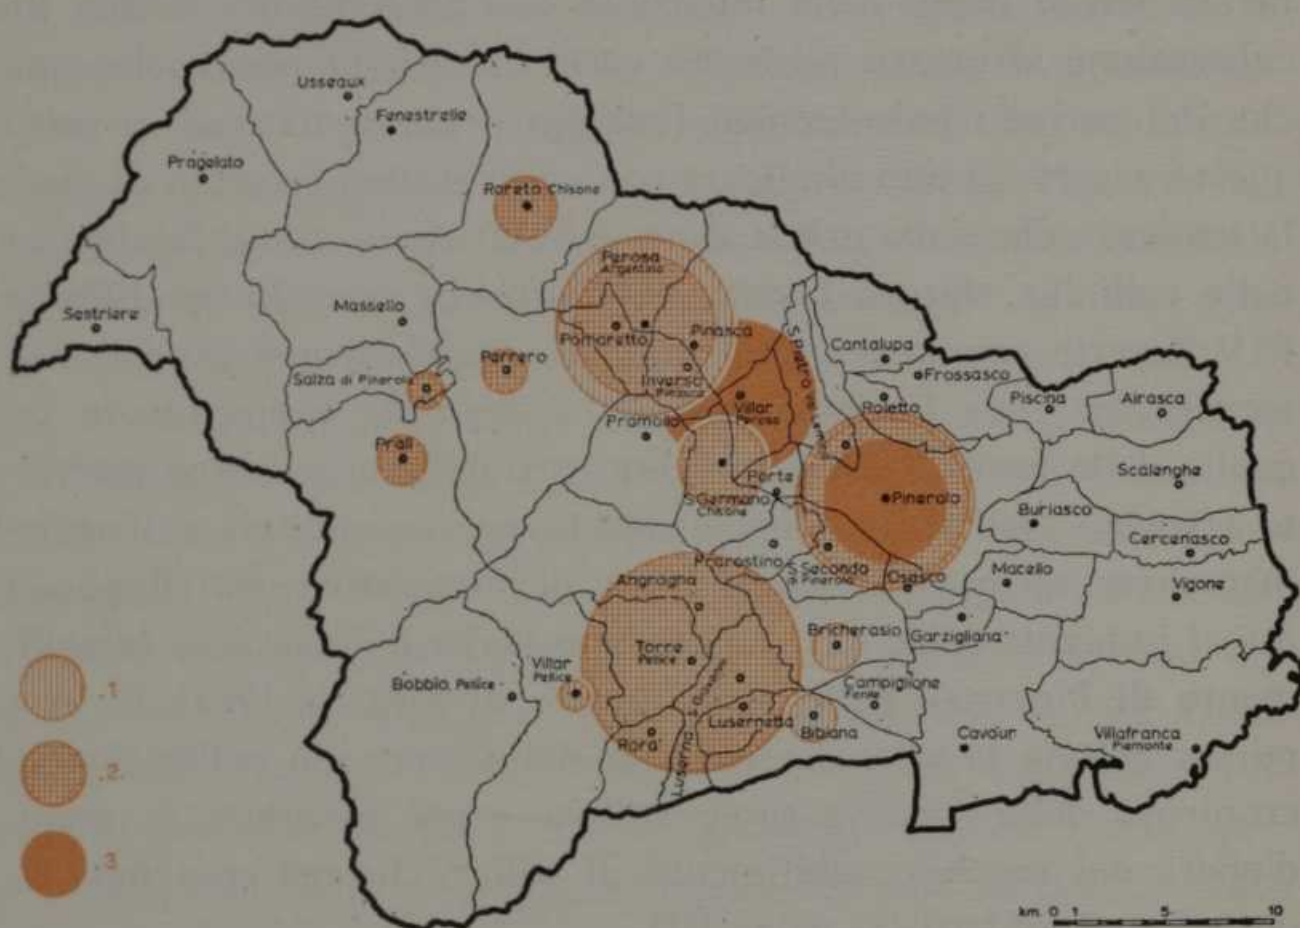 Usseaux
Fenestrelle
Pragelato
Roreto Chisone
Perosa
Argentina
Sestriere
Massello
Pomaretto
Pinasca
S. Pietro Val Lemina
Cantalupa
Frossasco
Salza di Pinerolo
Perrero
Inverso
Pinasca
Roletto
Piscina
Airasca
Villar
Perosa
Pramollo
Prali
Scalenghe
Porte
Pinerolo
S. Germano
Chisone
Buriasco
Cercenasco
Prarostino
S. Secondo
di Pinerolo
Osasco
Macello
Vigone
Angrogna
Bricherasio
Garzigliana
Torre
Pellice
Villar
Pellice
Bobbio Pellice
Luserna S. Giovanni
Campiglione
Fenile
Lusernetta
Bibiana
Rorà
Cavour
Villafranca
Piemonte
.1
.2
.3
km. 0 1 5 10